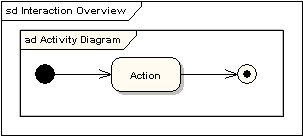 sd Interaction Overview
ad Activity Diagram
Action